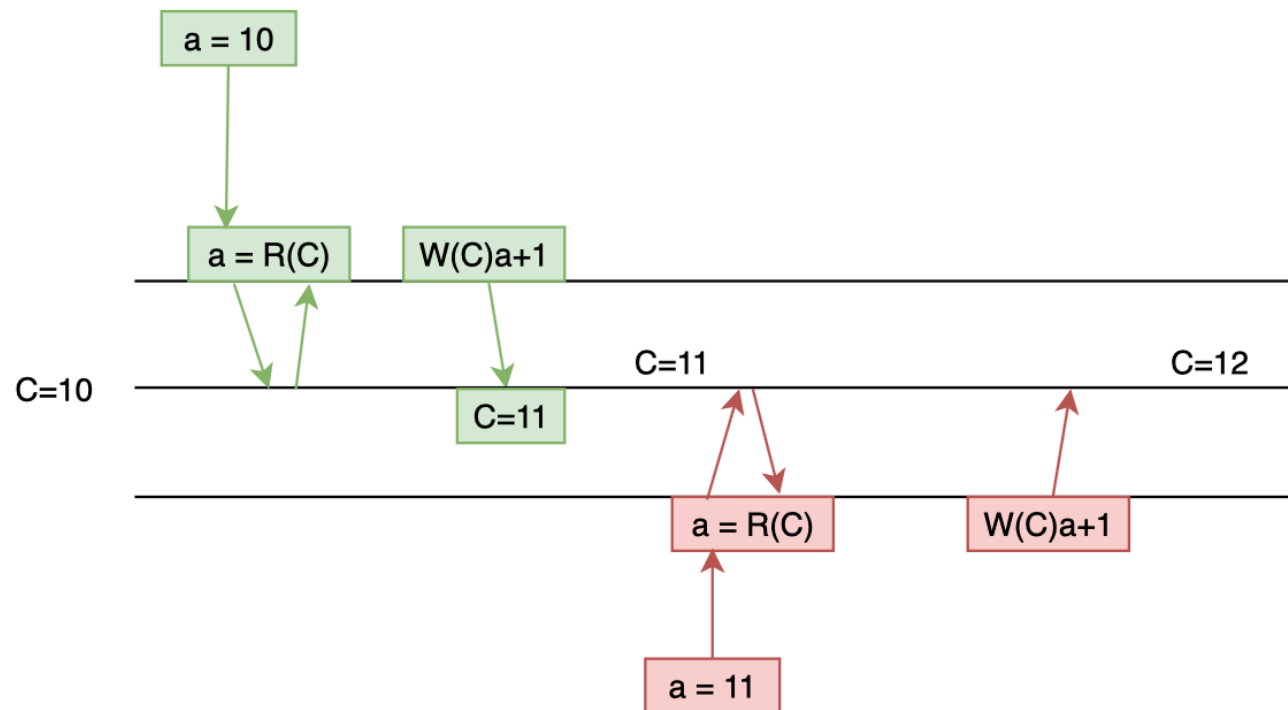 a = 10
a = R(C)
W(C)a+1
C=11
C=12
C=10
C=11
a = R(C)
W(C)a+1
a = 11